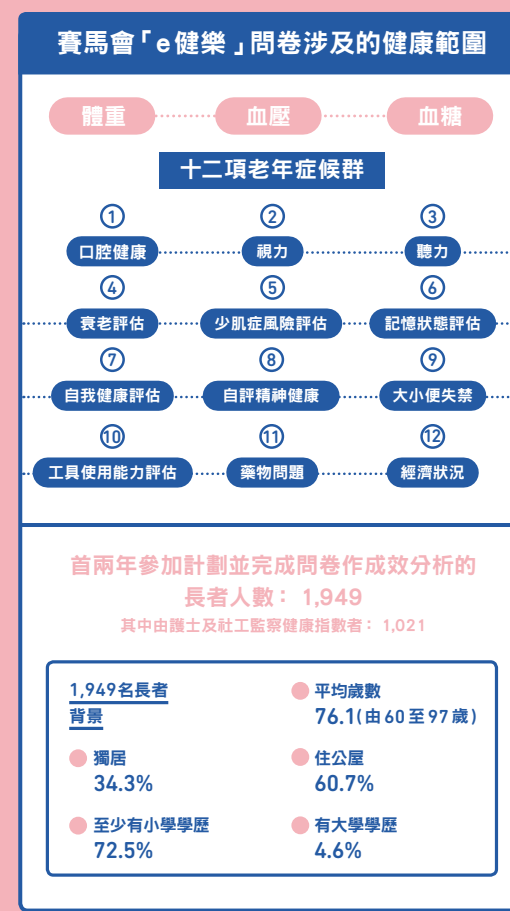 賽馬會「e健樂」問卷涉及的健康範圍
體重 血壓 血糖
十二項老年症候群
1 2 3
口腔健康 視力 聽力
4 5 6
衰老評估 少肌症風險評估 記憶狀態評估
7 8 9
自我健康評估 自評精神健康 大小便失禁
10 11 12
工具使用能力評估 藥物問題 經濟狀況
首兩年參加計劃並完成問卷作成效分析的
長者人數：1,949
其中由護士及社工監察健康指數者：1,021
1,949名長者
背景
平均歲數
76.1(由60至97歲)
獨居
34.3%
住公屋
60.7%
至少有小學學歷
72.5%
有大學學歷
4.6%